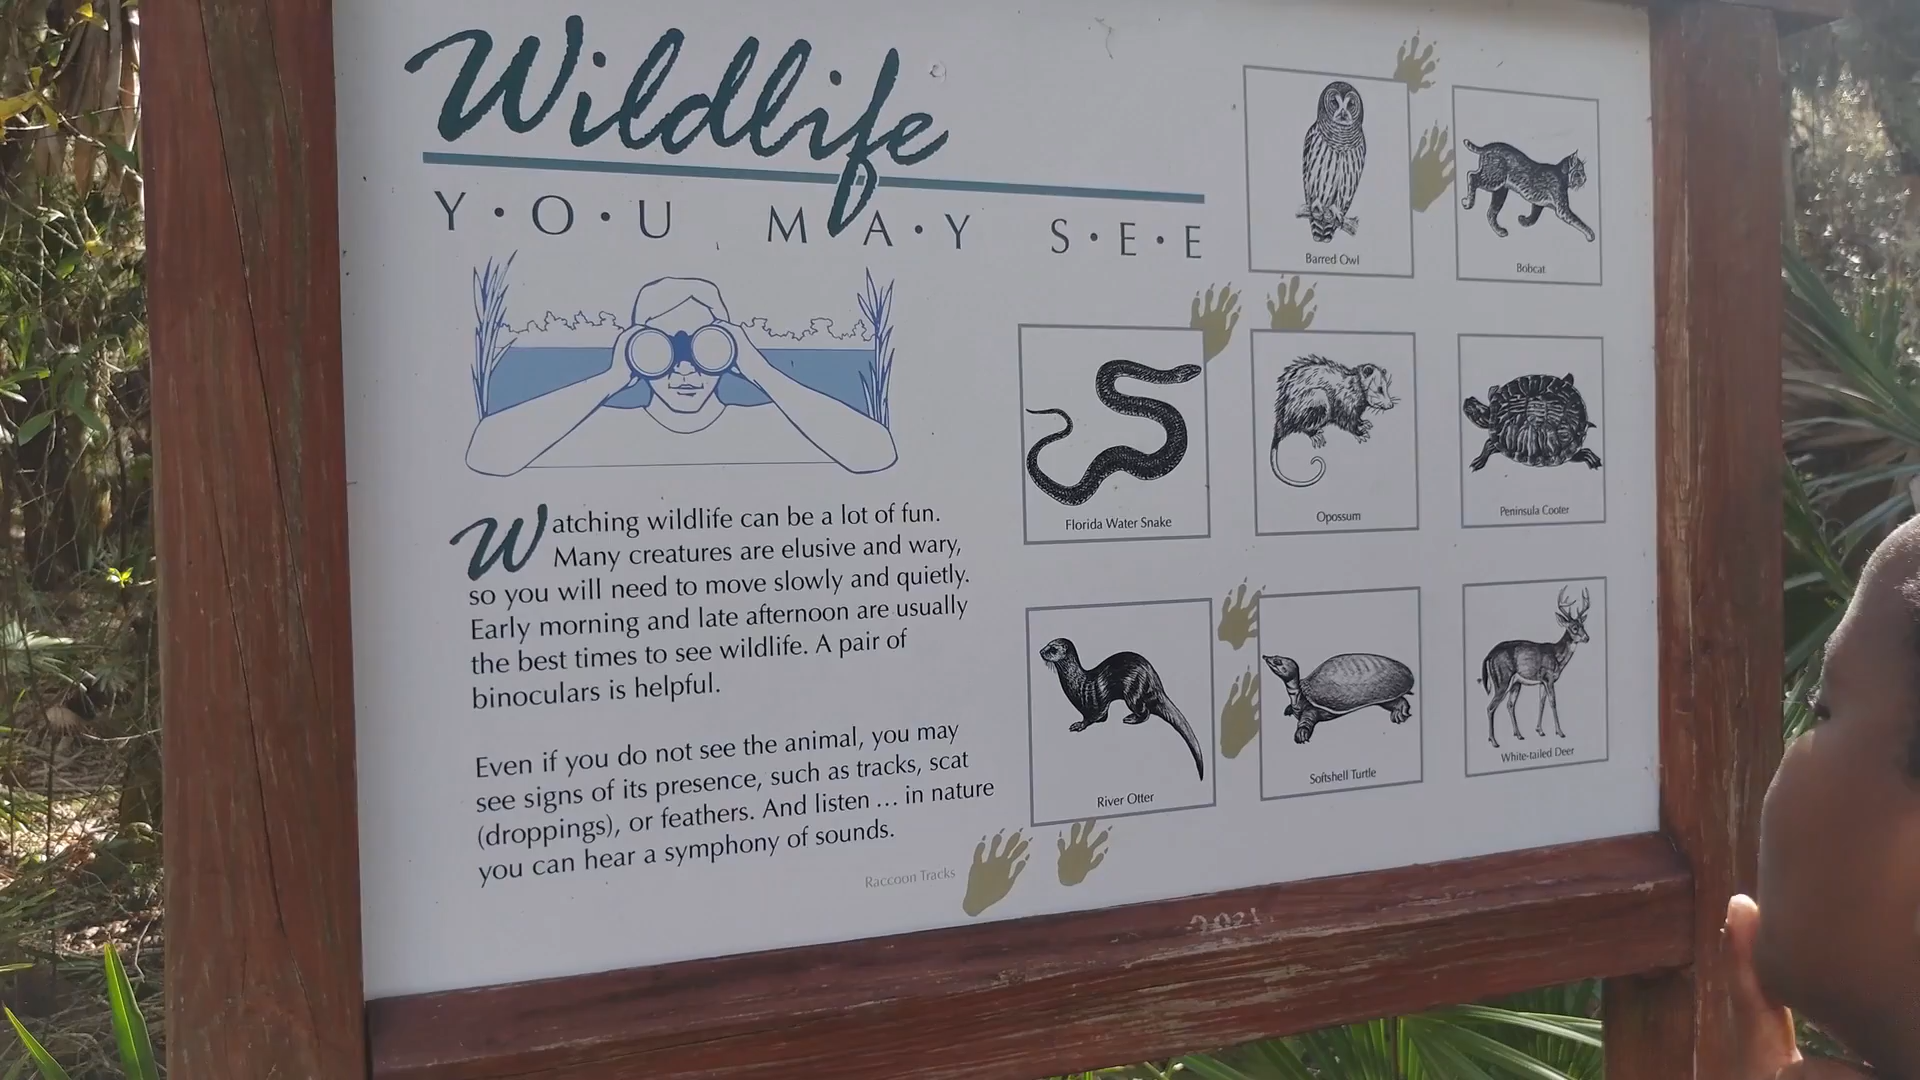 Wildlife
Y•O•U MA•Y S•E•E
Watching wildlife can be a lot of fun.
Many creatures are elusive and wary,
so you will need to move slowly and quietly.
Early morning and late afternoon are usually
the best times to see wildlife. A pair of
binoculars is helpful.
Even if you do not see the animal, you may
see signs of its presence, such as tracks, scat
(droppings), or feathers. And listen ... in nature
you can hear a symphony of sounds.
Raccoon Tracks
Barred Owl
Bobcat
Florida Water Snake
Opossum
Peninsula Cooter
River Otter
Softshell Turtle
White-tailed Deer
2021